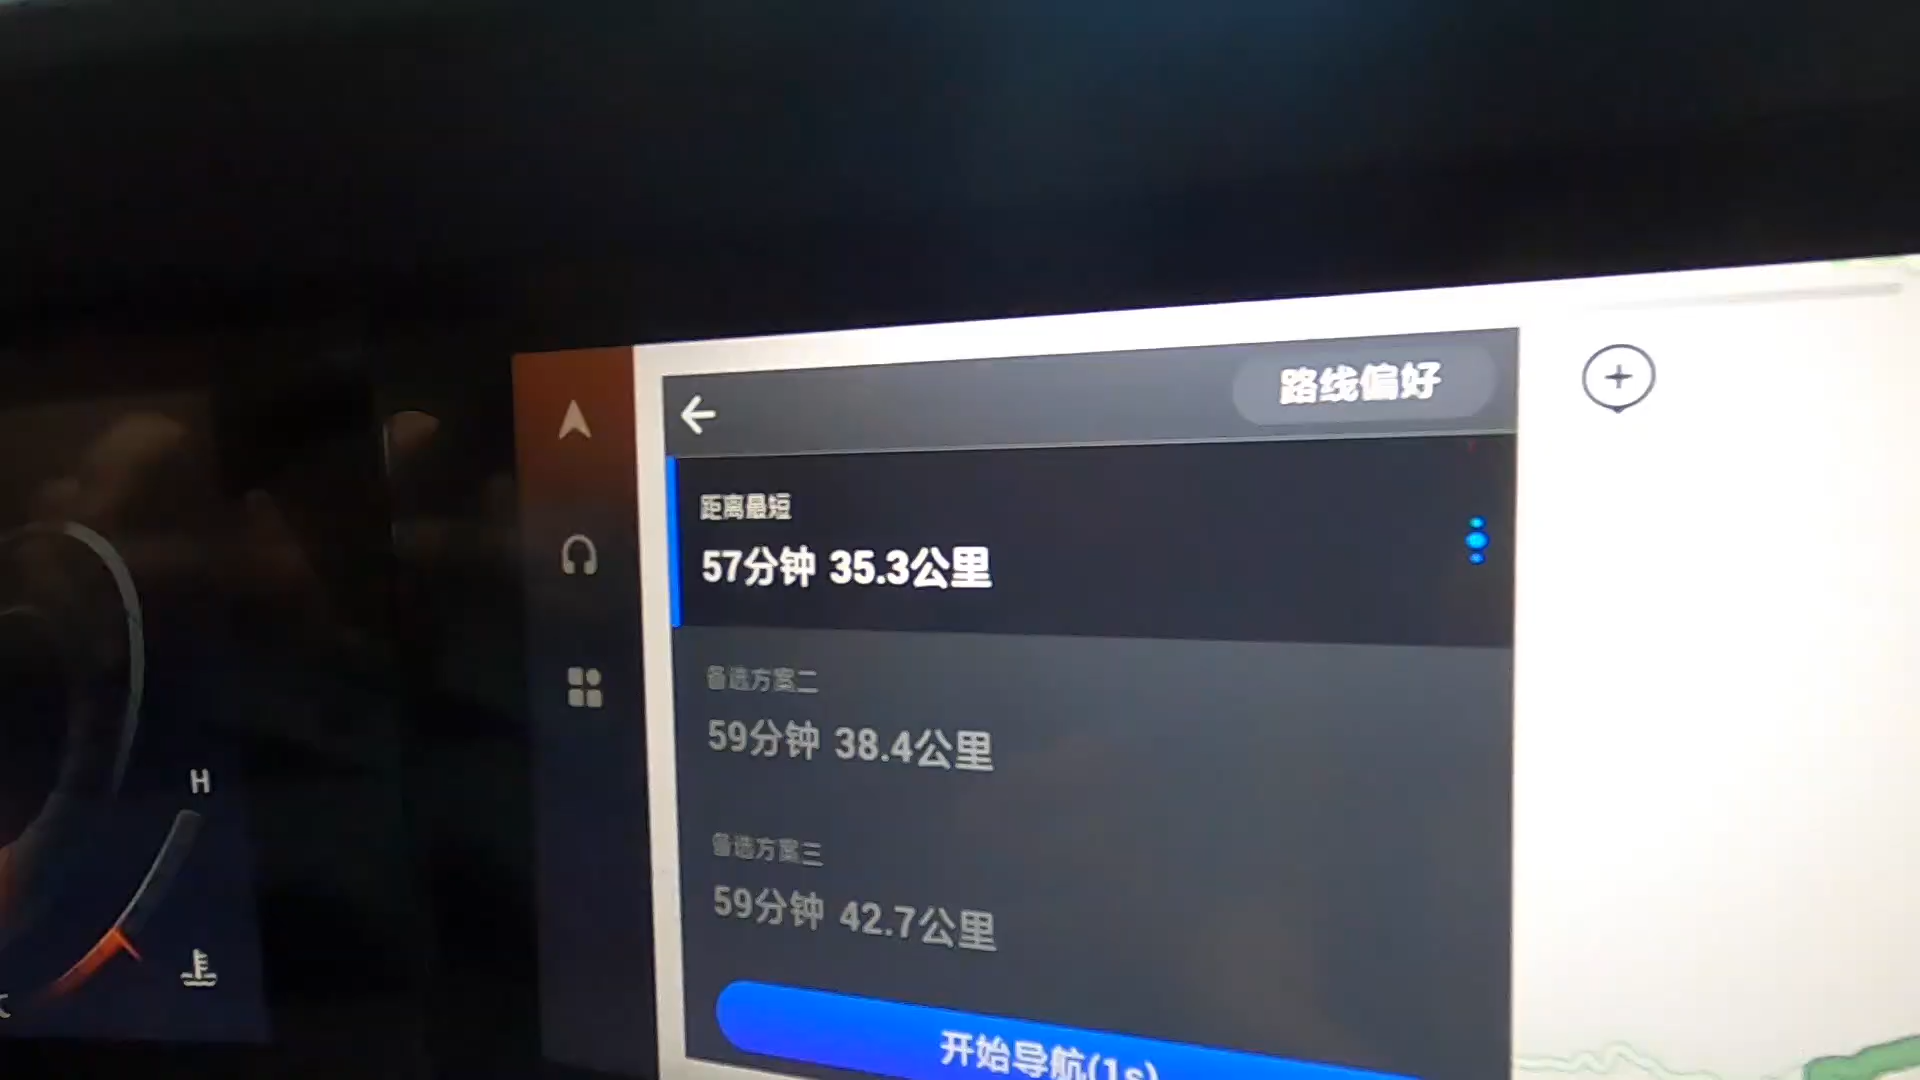 路线偏好
距离最短
57分钟 35.3公里
备选方案二
59分钟 38.4公里
备选方案三
59分钟 42.7公里
开始导航(1s)
H